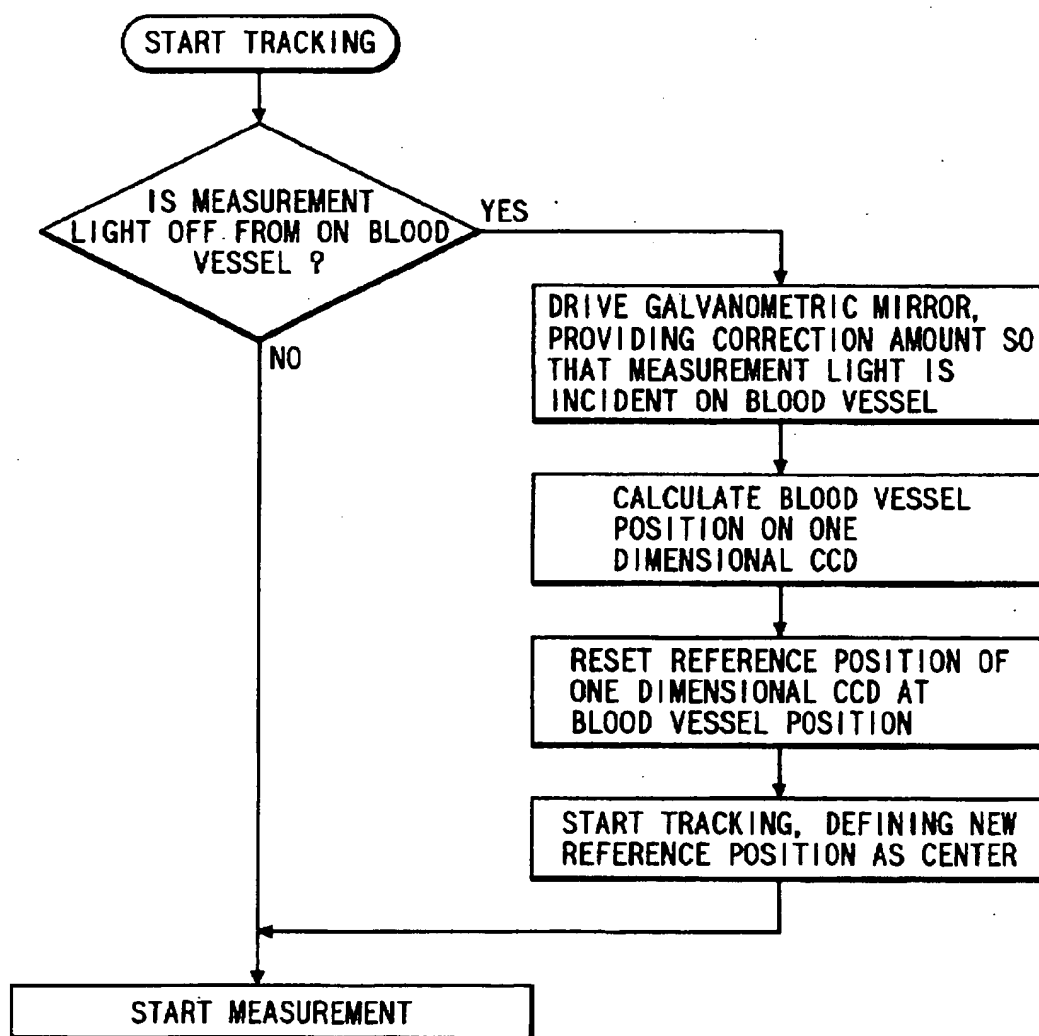 START TRACKING
IS MEASUREMENT
LIGHT OFF FROM ON BLOOD
VESSEL ?
YES
NO
DRIVE GALVANOMETRIC MIRROR,
PROVIDING CORRECTION AMOUNT SO
THAT MEASUREMENT LIGHT IS
INCIDENT ON BLOOD VESSEL
CALCULATE BLOOD VESSEL
POSITION ON ONE
DIMENSIONAL CCD
RESET REFERENCE POSITION OF
ONE DIMENSIONAL CCD AT
BLOOD VESSEL POSITION
START TRACKING, DEFINING NEW
REFERENCE POSITION AS CENTER
START MEASUREMENT